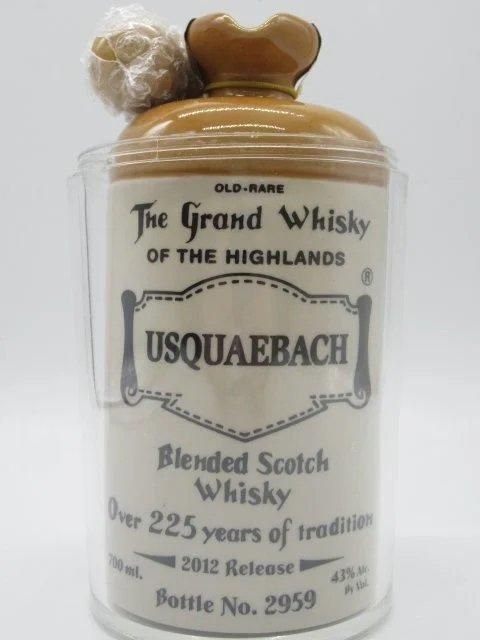 OLD-RARE
The Grand Whisky
OF THE HIGHLANDS
®
USQUAEBACH
Blended Scotch
Whisky
Over 225 years of tradition
700 ml.
2012 Release
43% Alc.
By Vol.
Bottle No. 2959